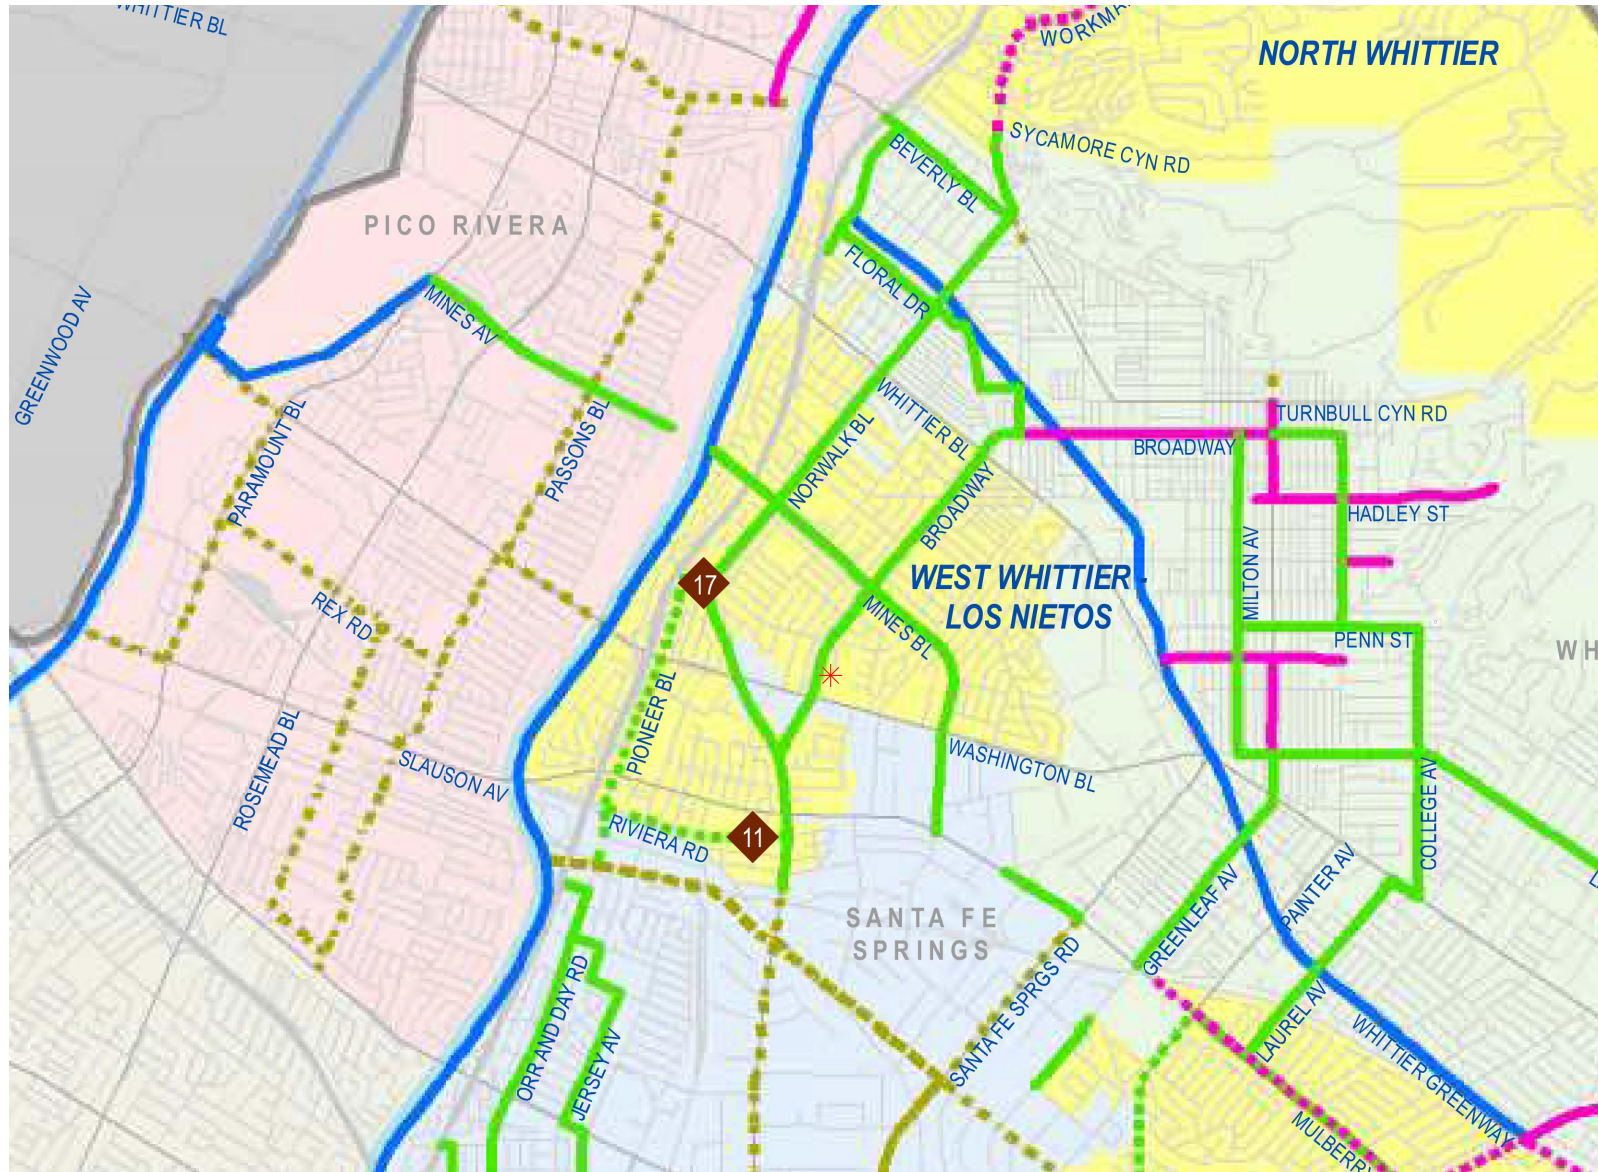 WHITTIER BL
WORKMA
NORTH WHITTIER
SYCAMORE CYN RD
BEVERLY BL
PICO RIVERA
FLORAL DR
MINES AV
GREENWOOD AV
WHITTIER BL
TURNBULL CYN RD
PARAMOUNT BL
PASSONS BL
NORWALK BL
BROADWAY
BROADWAY
HADLEY ST
MILTON AV
17
WEST WHITTIER -
LOS NIETOS
REX RD
MINES BL
PENN ST
WH
PIONEER BL
ROSEMEAD BL
SLAUSON AV
WASHINGTON BL
COLLEGE AV
RIVIERA RD
11
GREENLEAF AV
PAINTER AV
SANTA FE
SPRINGS
ORR AND DAY RD
JERSEY AV
SANTA FE SPRGS RD
LAUREL AV
WHITTIER GREENWAY
MULBERRY